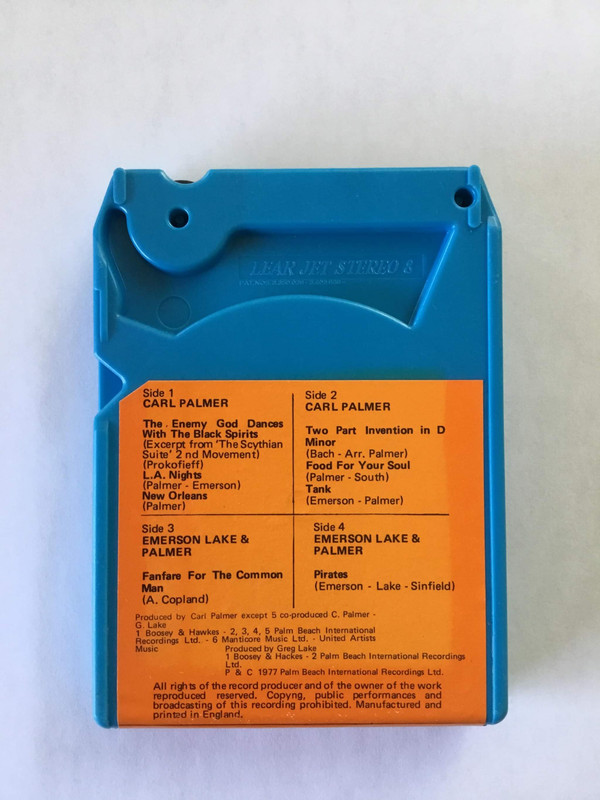 LEAR JET STEREO 8
Side 1
CARL PALMER
The Enemy God Dances
With The Black Spirits
(Excerpt from 'The Scythian
Suite' 2 nd Movement)
(Prokofieff)
L.A. Nights
(Palmer - Emerson)
New Orleans
(Palmer)
Side 2
CARL PALMER
Two Part Invention in D
Minor
(Bach - Arr. Palmer)
Food For Your Soul
(Palmer - South)
Tank
(Emerson - Palmer)
Side 3
EMERSON LAKE &
PALMER
Fanfare For The Common
Man
(A. Copland)
Side 4
EMERSON LAKE &
PALMER
Pirates
(Emerson - Lake - Sinfield)
Produced by Carl Palmer except 5 co-produced C. Palmer -
G. Lake
1 Boosey & Hawkes - 2, 3, 4, 5 Palm Beach International
Recordings Ltd. - 6 Manticore Music Ltd. - United Artists
Music
Produced by Greg Lake
1 Boosey & Hackes - 2 Palm Beach International Recordings
Ltd.
P & C 1977 Palm Beach International Recordings Ltd.
All rights of the record producer and of the owner of the work
reproduced reserved. Copyng, public performances and
broadcasting of this recording prohibited. Manufactured and
printed in England.